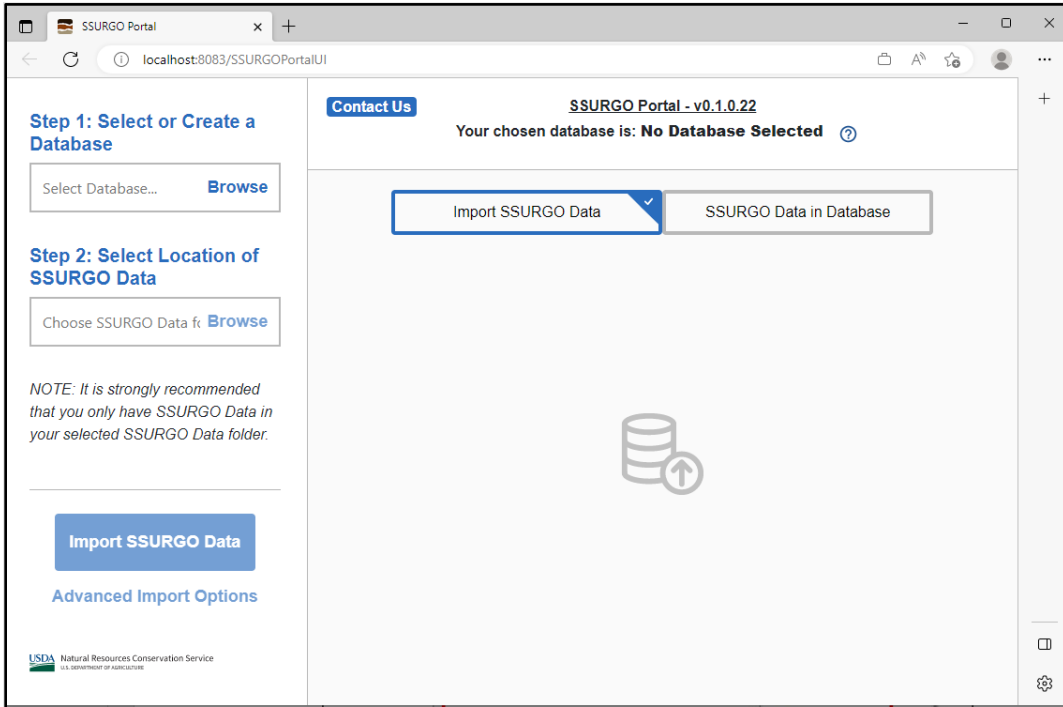 SSURGO Portal
localhost:8083/SSURGOPortalUI
Contact Us
SSURGO Portal - v0.1.0.22
Your chosen database is: No Database Selected
Step 1: Select or Create a
Database
Select Database... Browse
Step 2: Select Location of
SSURGO Data
Choose SSURGO Data fo Browse
NOTE: It is strongly recommended
that you only have SSURGO Data in
your selected SSURGO Data folder.
Import SSURGO Data
Advanced Import Options
USDA Natural Resources Conservation Service
U.S. DEPARTMENT OF AGRICULTURE
Import SSURGO Data
SSURGO Data in Database